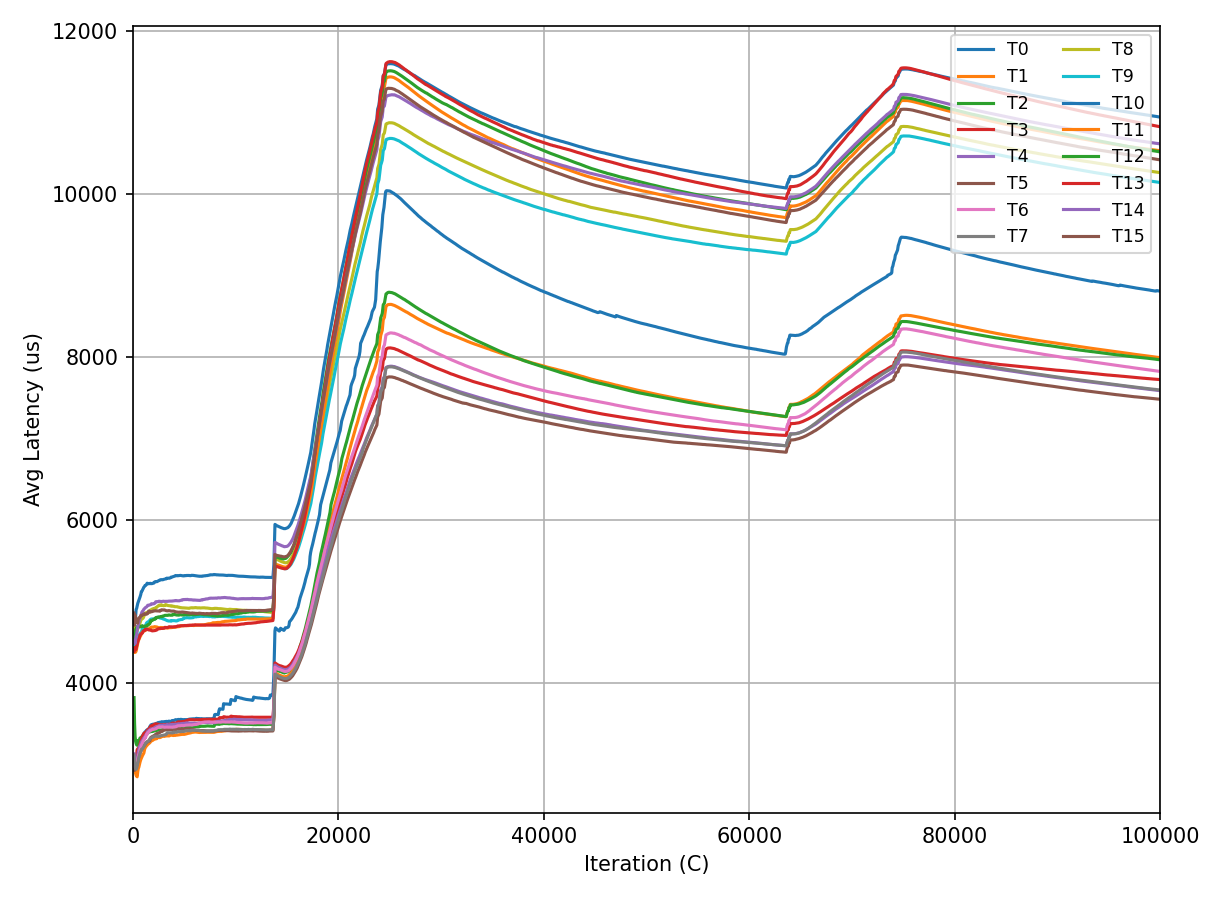 12000
10000
8000
6000
4000
Avg Latency (us)
0 20000 40000 60000 80000 100000
Iteration (C)
T0 T8
T1 T9
T2 T10
T3 T11
T4 T12
T5 T13
T6 T14
T7 T15